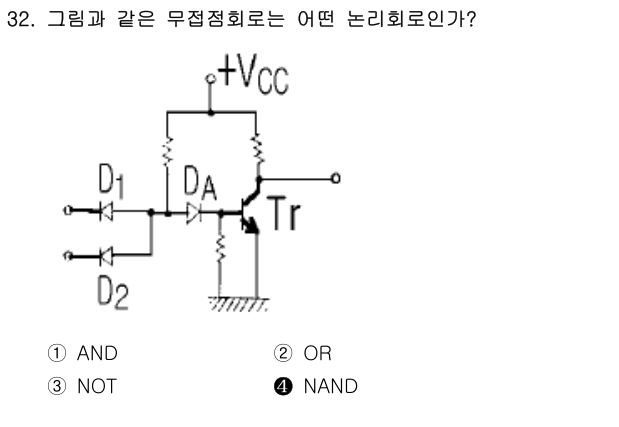 32. 그림과 같은 무접점회로는 어떤 논리회로인가?
+VCC
D1
DA
Tr
D2
① AND
② OR
③ NOT
❹ NAND